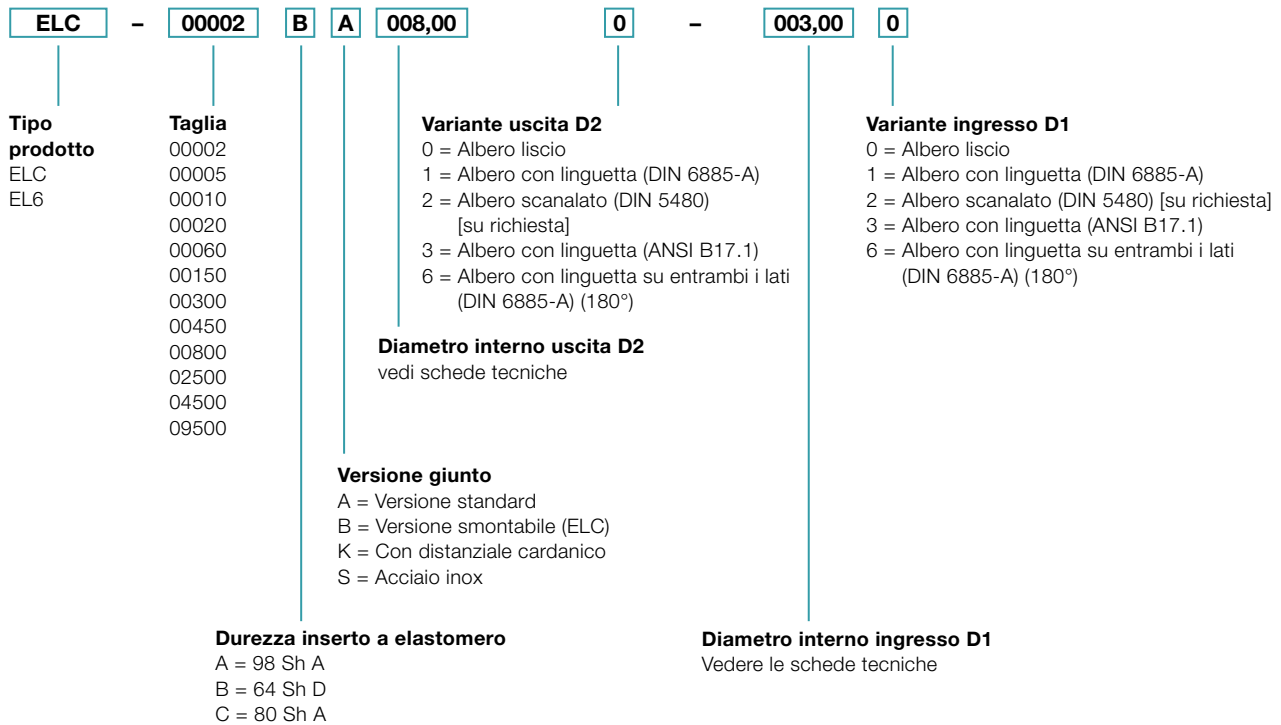 ELC – 00002 B A 008,00 0 – 003,00 0
Tipo
prodotto
ELC
EL6
Taglia
00002
00005
00010
00020
00060
00150
00300
00450
00800
02500
04500
09500
Variante uscita D2
0 = Albero liscio
1 = Albero con linguetta (DIN 6885-A)
2 = Albero scanalato (DIN 5480)
[su richiesta]
3 = Albero con linguetta (ANSI B17.1)
6 = Albero con linguetta su entrambi i lati
(DIN 6885-A) (180°)
Variante ingresso D1
0 = Albero liscio
1 = Albero con linguetta (DIN 6885-A)
2 = Albero scanalato (DIN 5480) [su richiesta]
3 = Albero con linguetta (ANSI B17.1)
6 = Albero con linguetta su entrambi i lati
(DIN 6885-A) (180°)
Diametro interno uscita D2
vedi schede tecniche
Versione giunto
A = Versione standard
B = Versione smontabile (ELC)
K = Con distanziale cardanico
S = Acciaio inox
Durezza inserto a elastomero
A = 98 Sh A
B = 64 Sh D
C = 80 Sh A
Diametro interno ingresso D1
Vedere le schede tecniche